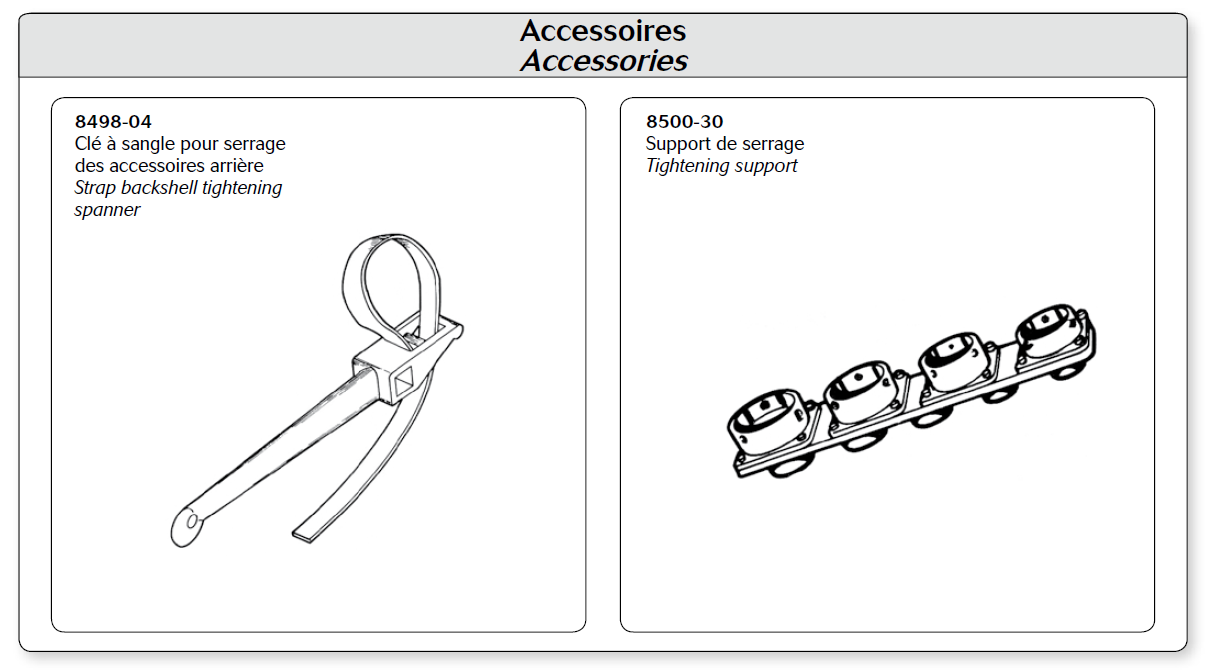 Accessoires
Accessories
8498-04
Clé à sangle pour serrage
des accessoires arrière
Strap backshell tightening
spanner
8500-30
Support de serrage
Tightening support